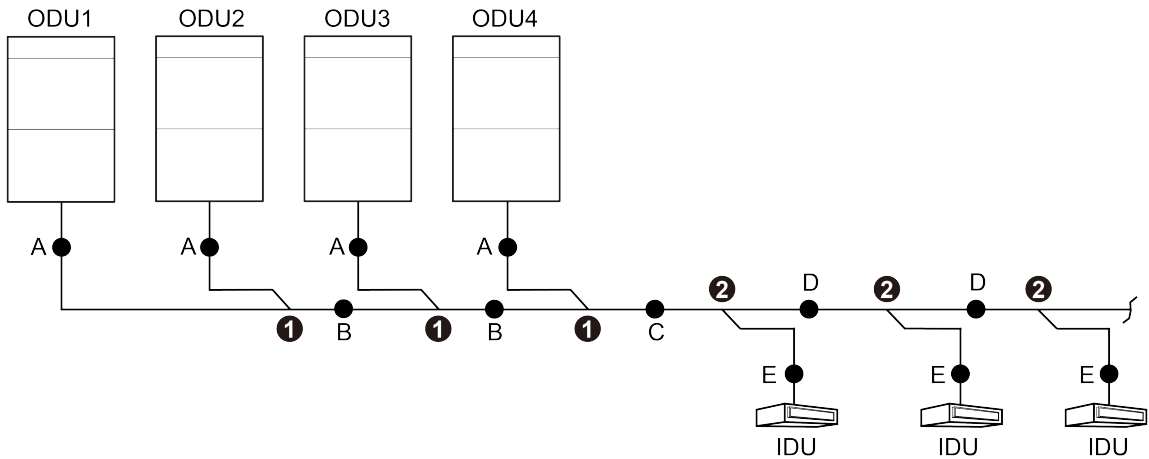 ODU1 ODU2 ODU3 ODU4
A A A A
2 D 2 D 2
1 B 1 B 1 C
E E E
IDU IDU IDU